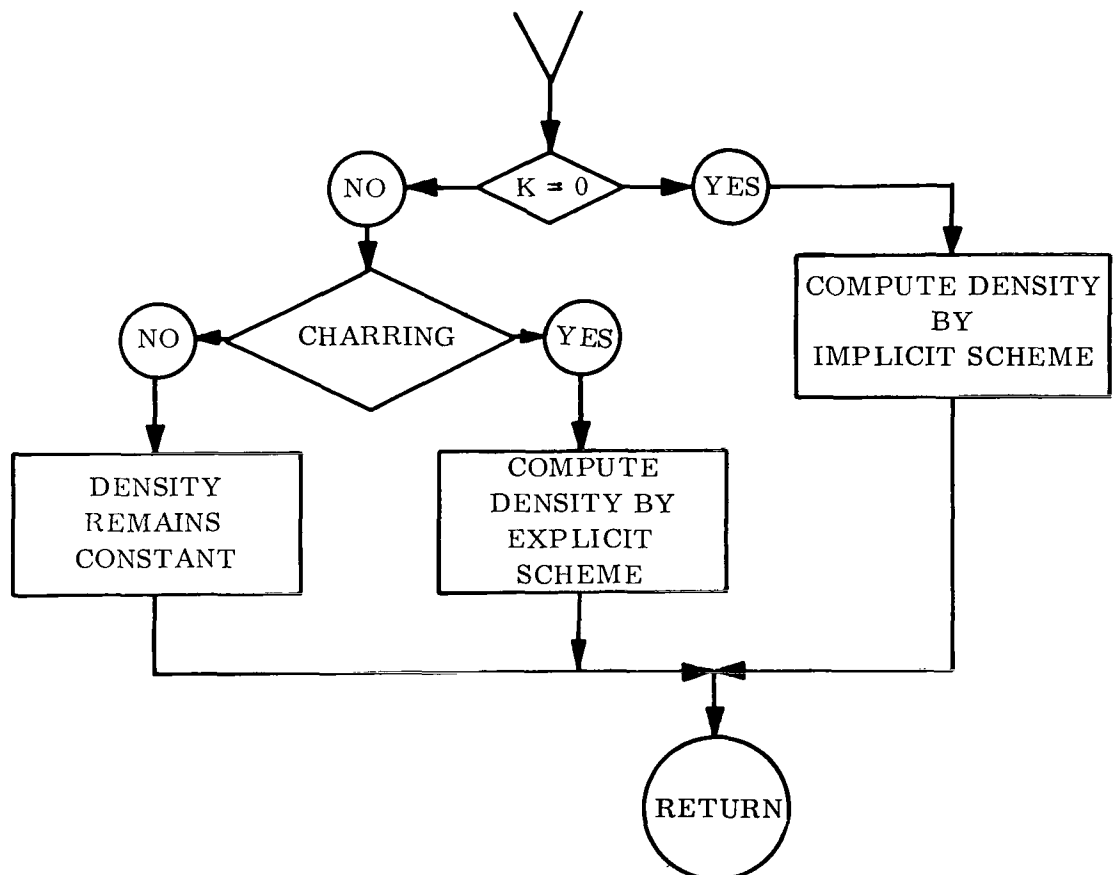 K = 0
NO
YES
COMPUTE DENSITY
BY
IMPLICIT SCHEME
CHARRING
NO
YES
DENSITY
REMAINS
CONSTANT
COMPUTE
DENSITY BY
EXPLICIT
SCHEME
RETURN